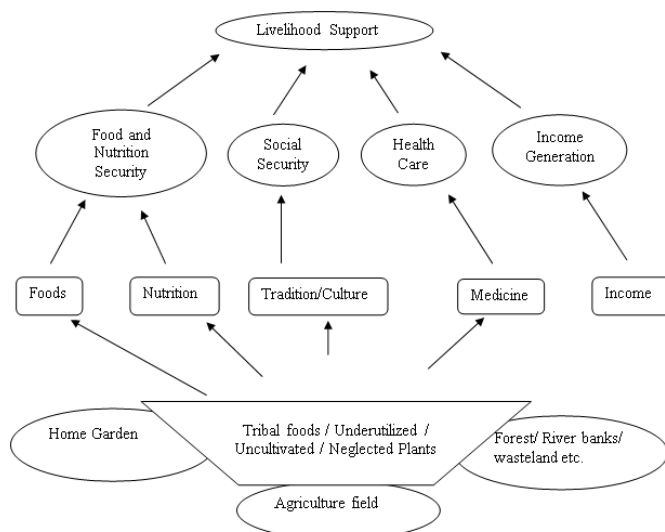 Livelihood Support
Food and
Nutrition
Security
Social
Security
Health
Care
Income
Generation
Foods
Nutrition
Tradition/Culture
Medicine
Income
Home Garden
Tribal foods / Underutilized /
Uncultivated / Neglected Plants
Forest/ River banks/
wasteland etc.
Agriculture field